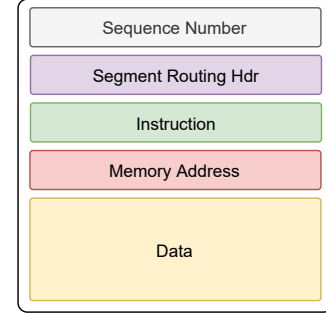 Sequence Number
Segment Routing Hdr
Instruction
Memory Address
Data